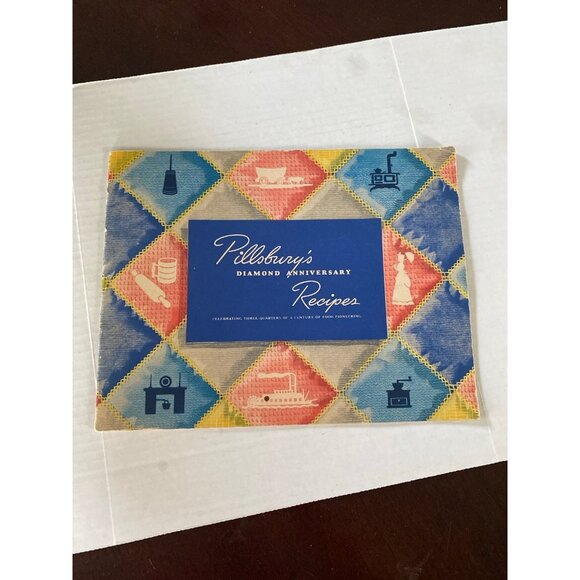 Pillsbury's
DIAMOND ANNIVERSARY
Recipes
CELEBRATING THREE-QUARTERS OF A CENTURY OF FOOD PIONEERING